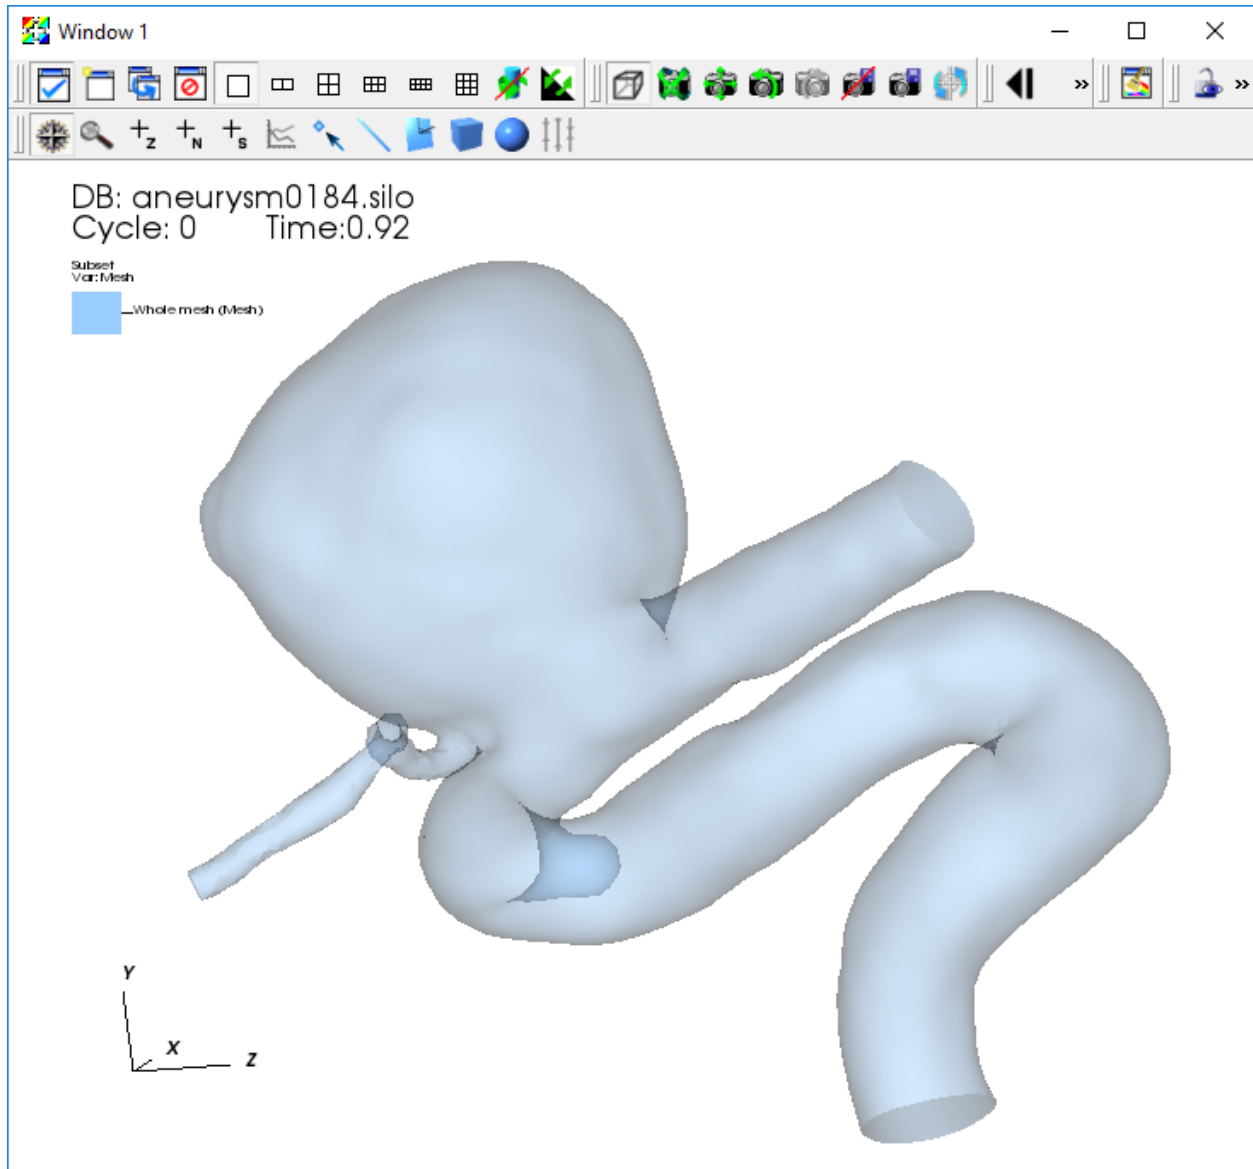 Window 1
»
»
+Z
+N
+S
DB: aneurysm0184.silo
Cycle: 0 Time:0.92
Subset
Var: Mesh
Whole mesh (Mesh)
Y
X
Z